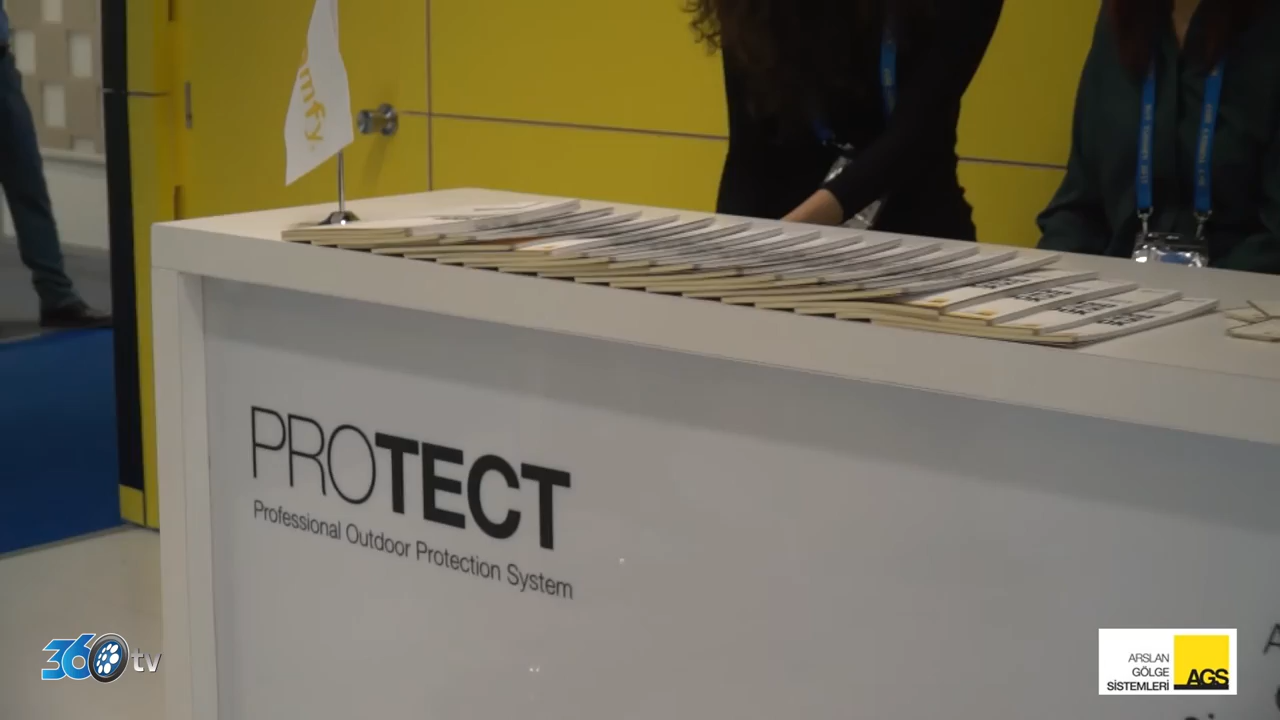 PROTECT
Professional Outdoor Protection System
360tv
ARSLAN
GÖLGE
SİSTEMLERİ
AGS